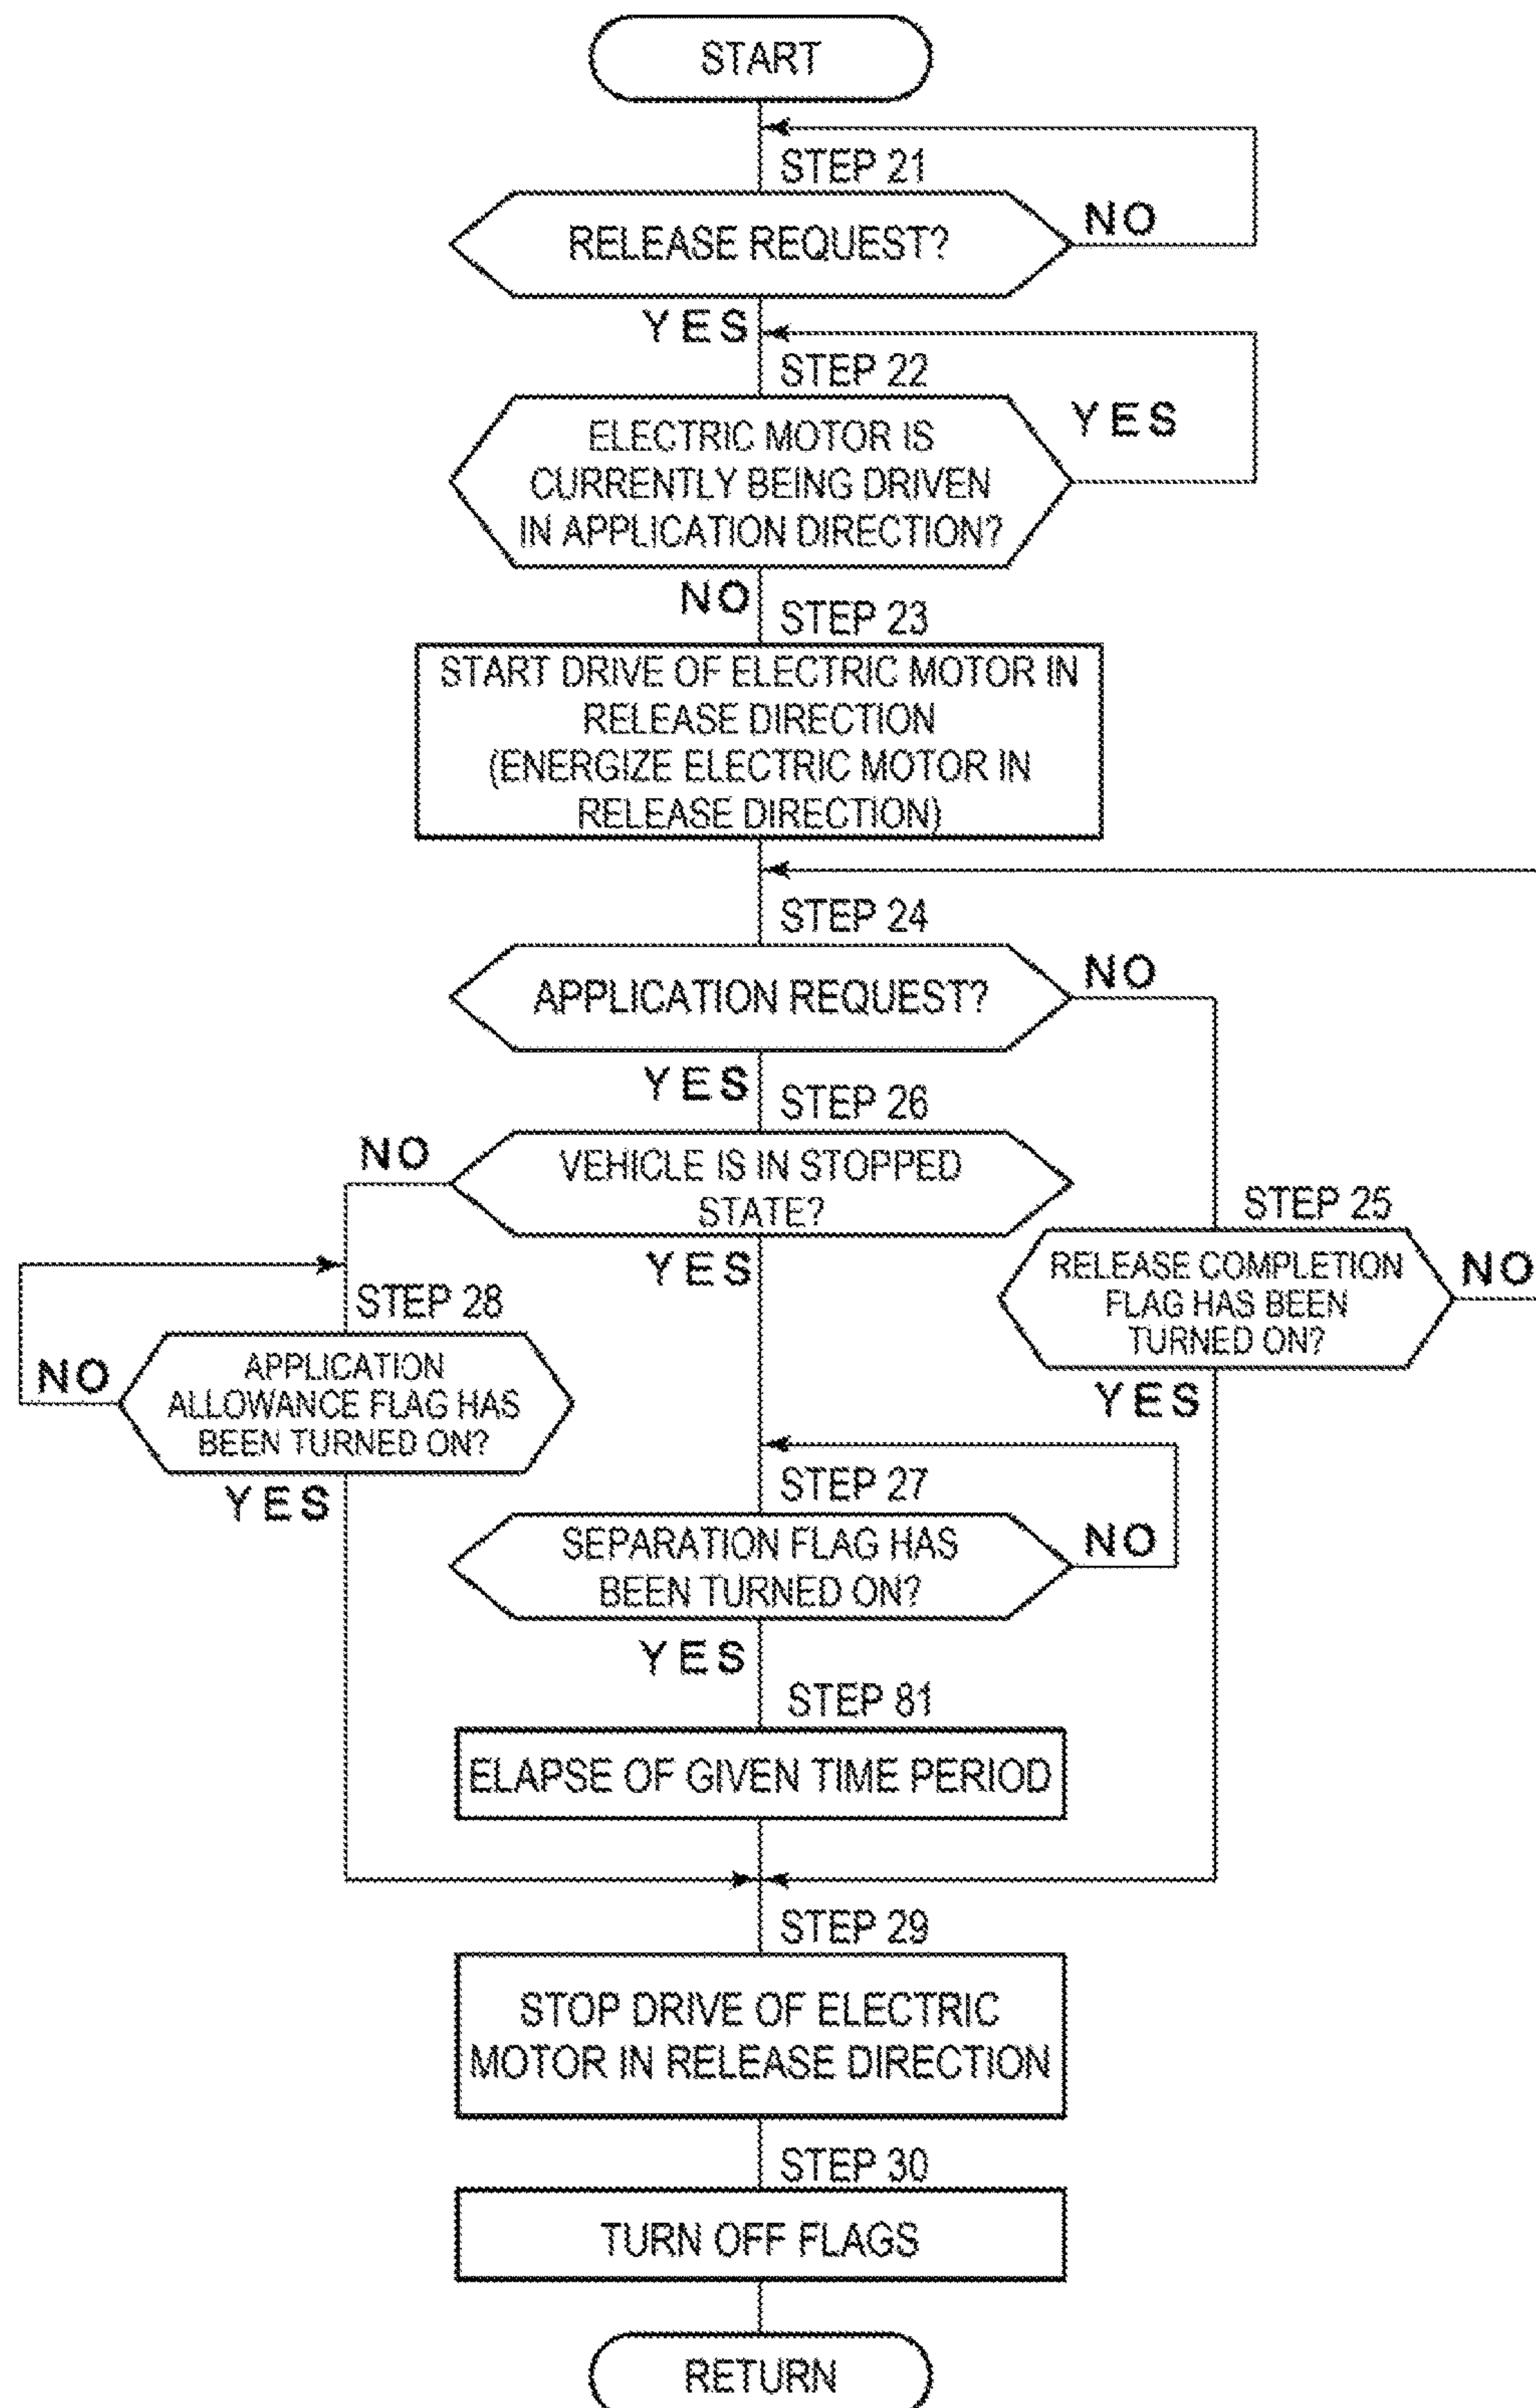 START
STEP 21
RELEASE REQUEST?
NO
YES
STEP 22
ELECTRIC MOTOR IS
CURRENTLY BEING DRIVEN
IN APPLICATION DIRECTION?
YES
NO
STEP 23
START DRIVE OF ELECTRIC MOTOR IN
RELEASE DIRECTION
(ENERGIZE ELECTRIC MOTOR IN
RELEASE DIRECTION)
STEP 24
APPLICATION REQUEST?
NO
YES
STEP 26
NO
VEHICLE IS IN STOPPED
STATE?
YES
STEP 25
RELEASE COMPLETION
FLAG HAS BEEN
TURNED ON?
NO
YES
STEP 28
APPLICATION
ALLOWANCE FLAG HAS
BEEN TURNED ON?
NO
YES
STEP 27
SEPARATION FLAG HAS
BEEN TURNED ON?
NO
YES
STEP 81
ELAPSE OF GIVEN TIME PERIOD
STEP 29
STOP DRIVE OF ELECTRIC
MOTOR IN RELEASE DIRECTION
STEP 30
TURN OFF FLAGS
RETURN